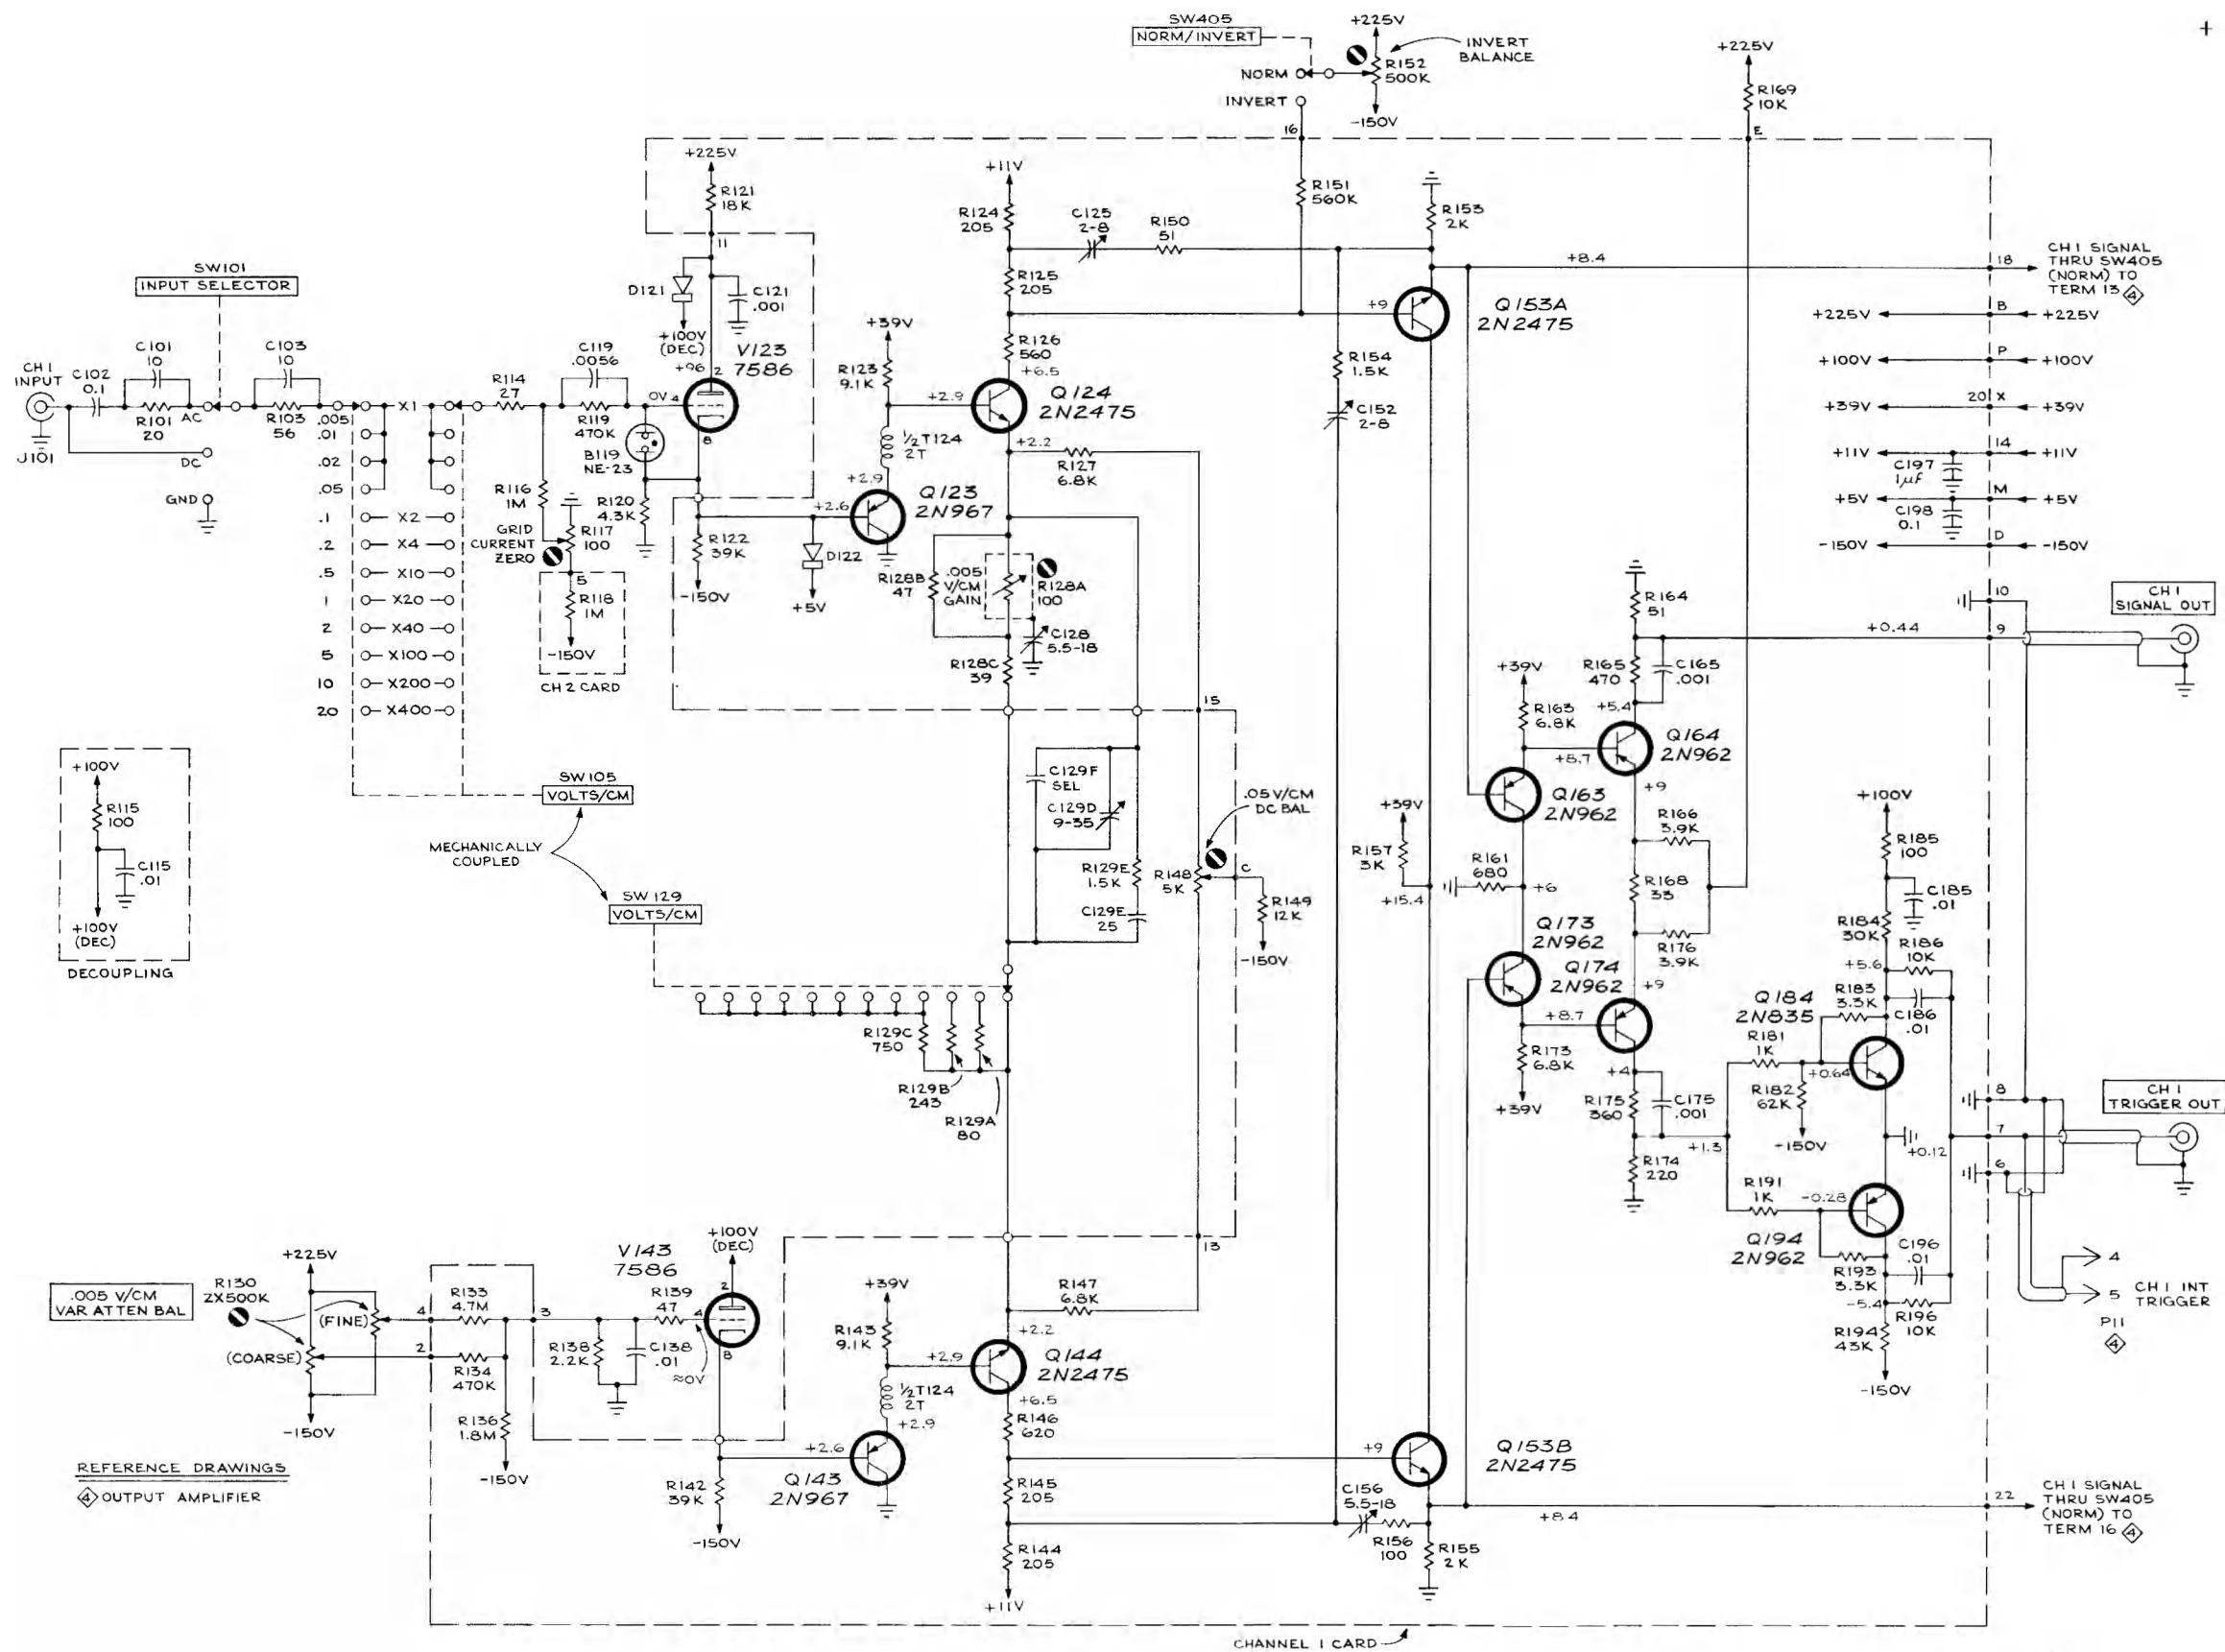 SW405
NORM/INVERT
NORM
INVERT
16
+225V
R152
500K
INVERT
BALANCE
-150V
+225V
R169
10K
E
+
+225V
R121
18K
11
D121
C121
.001
+100V
(DEC)
+96
2
V123
7586
+11V
R124
205
C125
2-8
R150
51
R151
560K
R153
2K
+8.4
18
CH 1 SIGNAL
THRU SW405
(NORM) TO
TERM 13 4
R125
205
+9
Q153A
2N2475
SW101
INPUT SELECTOR
CH 1
INPUT
J101
C102
0.1
C101
10
R101
20
AC
DC
GND
C103
10
R103
56
.005
X1
.01
.02
.05
.1
X2
.2
X4
.5
X10
1
X20
2
X40
5
X100
10
X200
20
X400
R114
27
C119
.0056
R119
470K
0V
4
8
B119
NE-23
R116
1M
GRID
CURRENT
ZERO
R117
100
5
R118
1M
-150V
CH 2 CARD
R120
4.3K
R122
39K
-150V
+39V
R123
9.1K
½T124
2T
+2.9
+2.6
Q123
2N967
D122
+5V
R126
560
+6.5
+2.9
Q124
2N2475
+2.2
R127
6.8K
R128B
47
.005
V/CM
GAIN
R128A
100
C128
5.5-18
R128C
39
R154
1.5K
C152
2-8
+225V
B
+225V
+100V
P
+100V
+39V
20
X
+39V
+11V
C197
1µF
14
+11V
+5V
C198
0.1
M
+5V
-150V
D
-150V
10
CH 1
SIGNAL OUT
9
+0.44
R164
51
R165
470
C165
.001
+5.4
+39V
R163
6.8K
+8.7
Q164
2N962
+9
Q163
2N962
R166
3.9K
R168
33
R176
3.9K
+39V
R157
3K
+15.4
R161
680
+6
Q173
2N962
Q174
2N962
+9
+8.7
R173
6.8K
+39V
+4
R175
360
C175
.001
+1.3
R174
220
+100V
R115
100
C115
.01
+100V
(DEC)
DECOUPLING
SW105
VOLTS/CM
MECHANICALLY
COUPLED
SW 129
VOLTS/CM
15
C129F
SEL
C129D
9-35
R129E
1.5K
C129E
25
.05 V/CM
DC BAL
R148
5K
C
R149
12K
-150V
R129C
750
R129B
243
R129A
80
+100V
R185
100
C185
.01
R184
30K
R186
10K
+5.6
R183
3.3K
C186
.01
Q184
2N835
R181
1K
+0.64
R182
62K
-150V
+0.12
R191
1K
-0.28
Q194
2N962
C196
.01
R193
3.3K
-5.4
R196
10K
R194
43K
-150V
8
CH 1
TRIGGER OUT
7
6
4
5
CH 1 INT
TRIGGER
P11
4
.005 V/CM
VAR ATTEN BAL
+225V
R130
2X500K
(FINE)
(COARSE)
-150V
4
2
R133
4.7M
R134
470K
R136
1.8M
-150V
3
R138
2.2K
C138
.01
R139
47
4
≈0V
V143
7586
+100V
(DEC)
2
8
13
+39V
R143
9.1K
½T124
2T
+2.9
+2.6
Q143
2N967
R142
39K
-150V
R147
6.8K
+2.2
+2.9
Q144
2N2475
+6.5
R146
620
R145
205
R144
205
+11V
+9
Q153B
2N2475
C156
5.5-18
R156
100
R155
2K
+8.4
22
CH 1 SIGNAL
THRU SW405
(NORM) TO
TERM 16 4
REFERENCE DRAWINGS
4 OUTPUT AMPLIFIER
CHANNEL 1 CARD